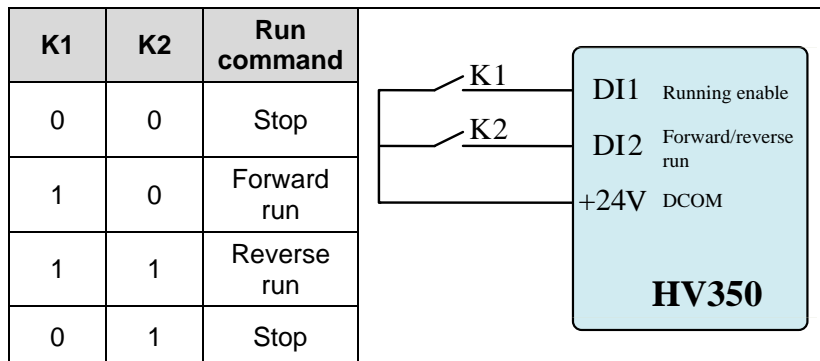 K1 K2 Run
command
0 0 Stop
1 0 Forward
run
1 1 Reverse
run
0 1 Stop
K1
DI1 Running enable
K2
DI2 Forward/reverse
run
+24V DCOM
HV350